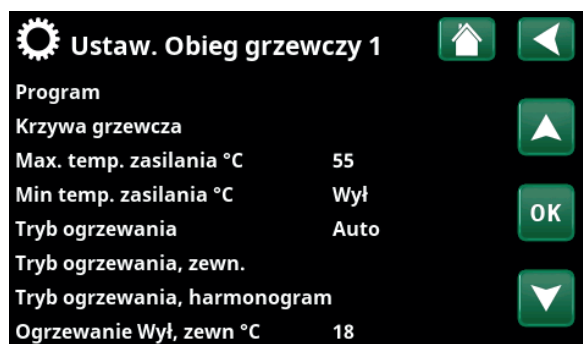 Ustaw. Obieg grzewczy 1
Program
Krzywa grzewcza
Max. temp. zasilania °C 55
Min temp. zasilania °C Wył
Tryb ogrzewania Auto
Tryb ogrzewania, zewn.
Tryb ogrzewania, harmonogram
Ogrzewanie Wył, zewn °C 18
OK